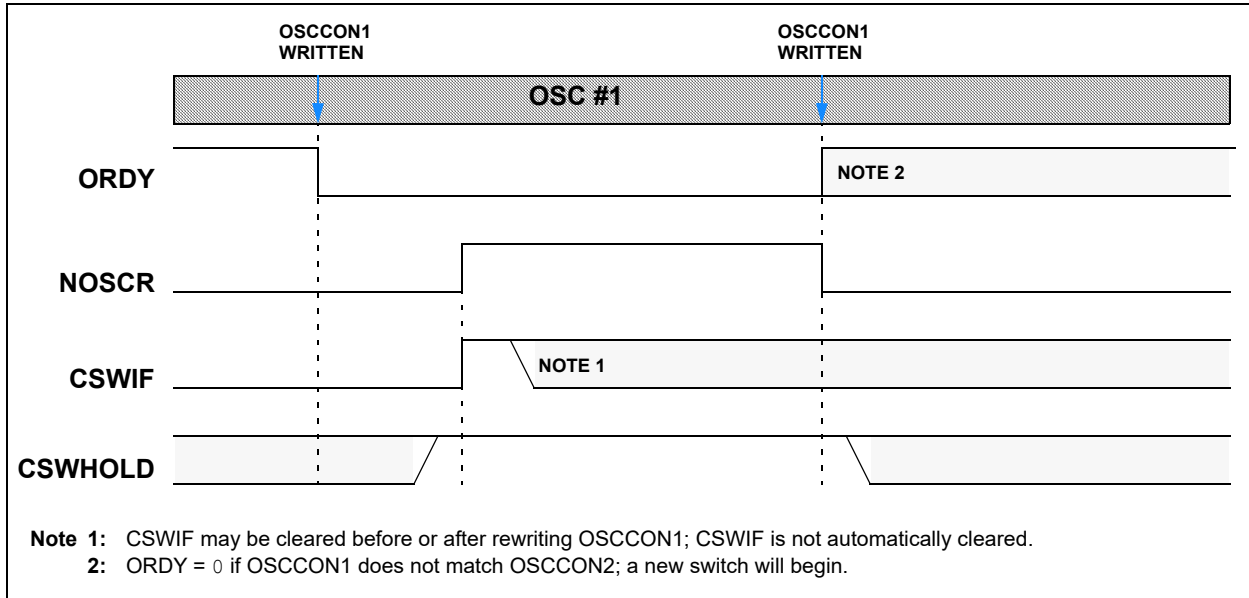 OSCCON1
WRITTEN
OSCCON1
WRITTEN
OSC #1
ORDY
NOTE 2
NOSCR
CSWIF
NOTE 1
CSWHOLD
Note 1: CSWIF may be cleared before or after rewriting OSCCON1; CSWIF is not automatically cleared.
2: ORDY = 0 if OSCCON1 does not match OSCCON2; a new switch will begin.